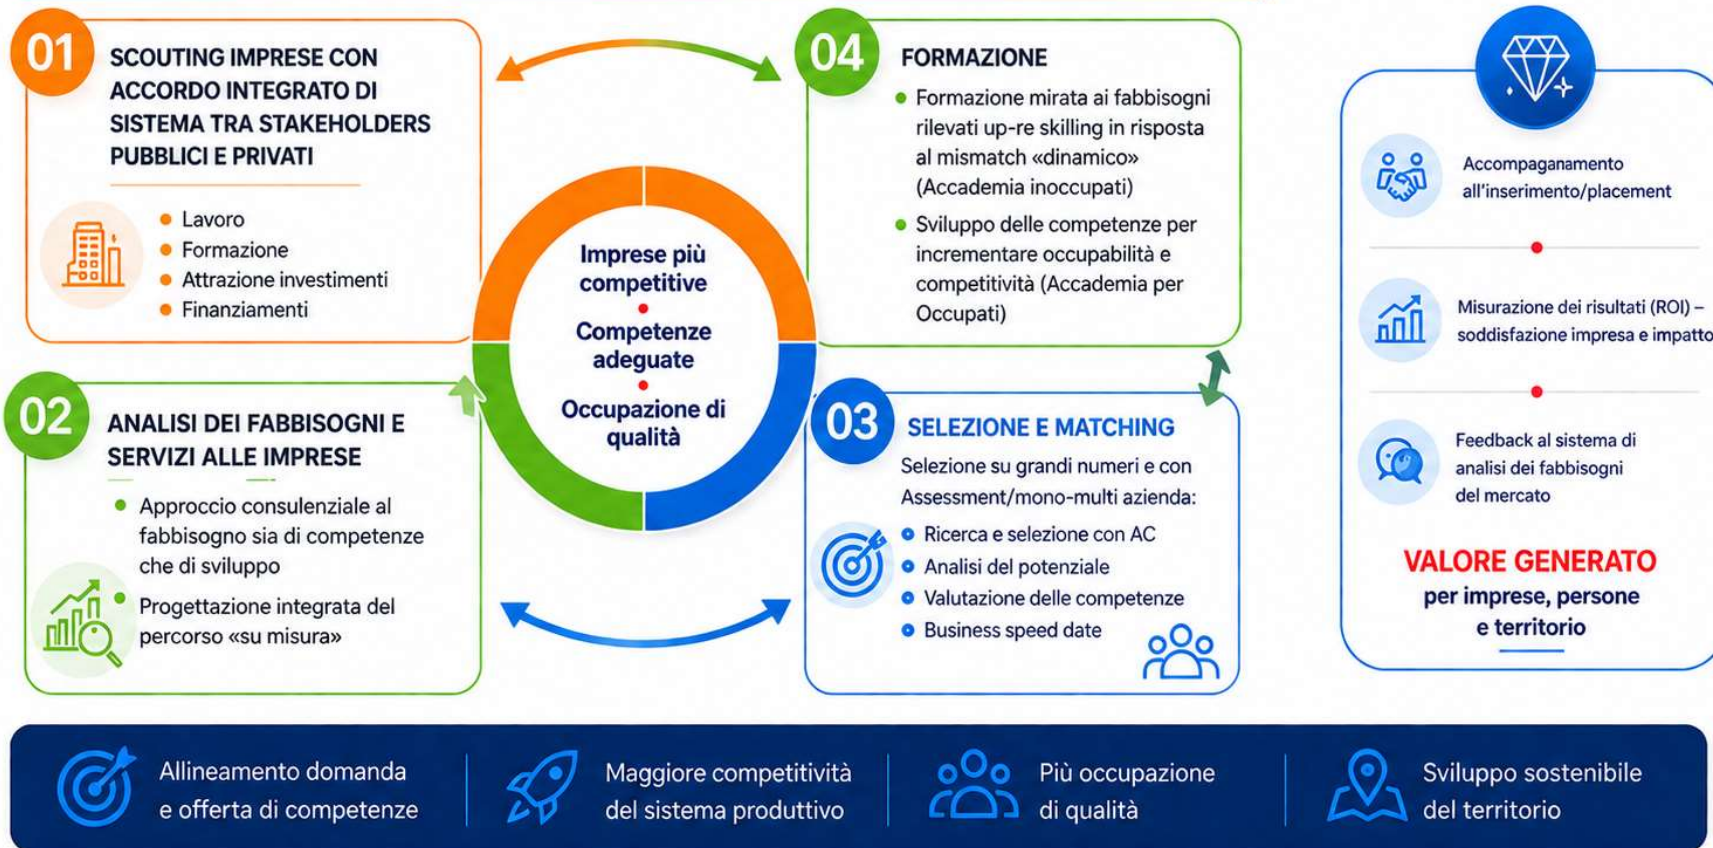 01
SCOUTING IMPRESE CON
ACCORDO INTEGRATO DI
SISTEMA TRA STAKEHOLDERS
PUBBLICI E PRIVATI
Lavoro
Formazione
Attrazione investimenti
Finanziamenti
02
ANALISI DEI FABBISOGNI E
SERVIZI ALLE IMPRESE
Approccio consulenziale al
fabbisogno sia di competenze
che di sviluppo
Progettazione integrata del
percorso «su misura»
Imprese più
competitive
Competenze
adeguate
Occupazione di
qualità
04
FORMAZIONE
Formazione mirata ai fabbisogni
rilevati up-re skilling in risposta
al mismatch «dinamico»
(Accademia inoccupati)
Sviluppo delle competenze per
incrementare occupabilità e
competitività (Accademia per
Occupati)
03
SELEZIONE E MATCHING
Selezione su grandi numeri e con
Assessment/mono-multi azienda:
Ricerca e selezione con AC
Analisi del potenziale
Valutazione delle competenze
Business speed date
Accompaganamento
all'inserimento/placement
Misurazione dei risultati (ROI) –
soddisfazione impresa e impatto
Feedback al sistema di
analisi dei fabbisogni
del mercato
VALORE GENERATO
per imprese, persone
e territorio
Allineamento domanda
e offerta di competenze
Maggiore competitività
del sistema produttivo
Più occupazione
di qualità
Sviluppo sostenibile
del territorio